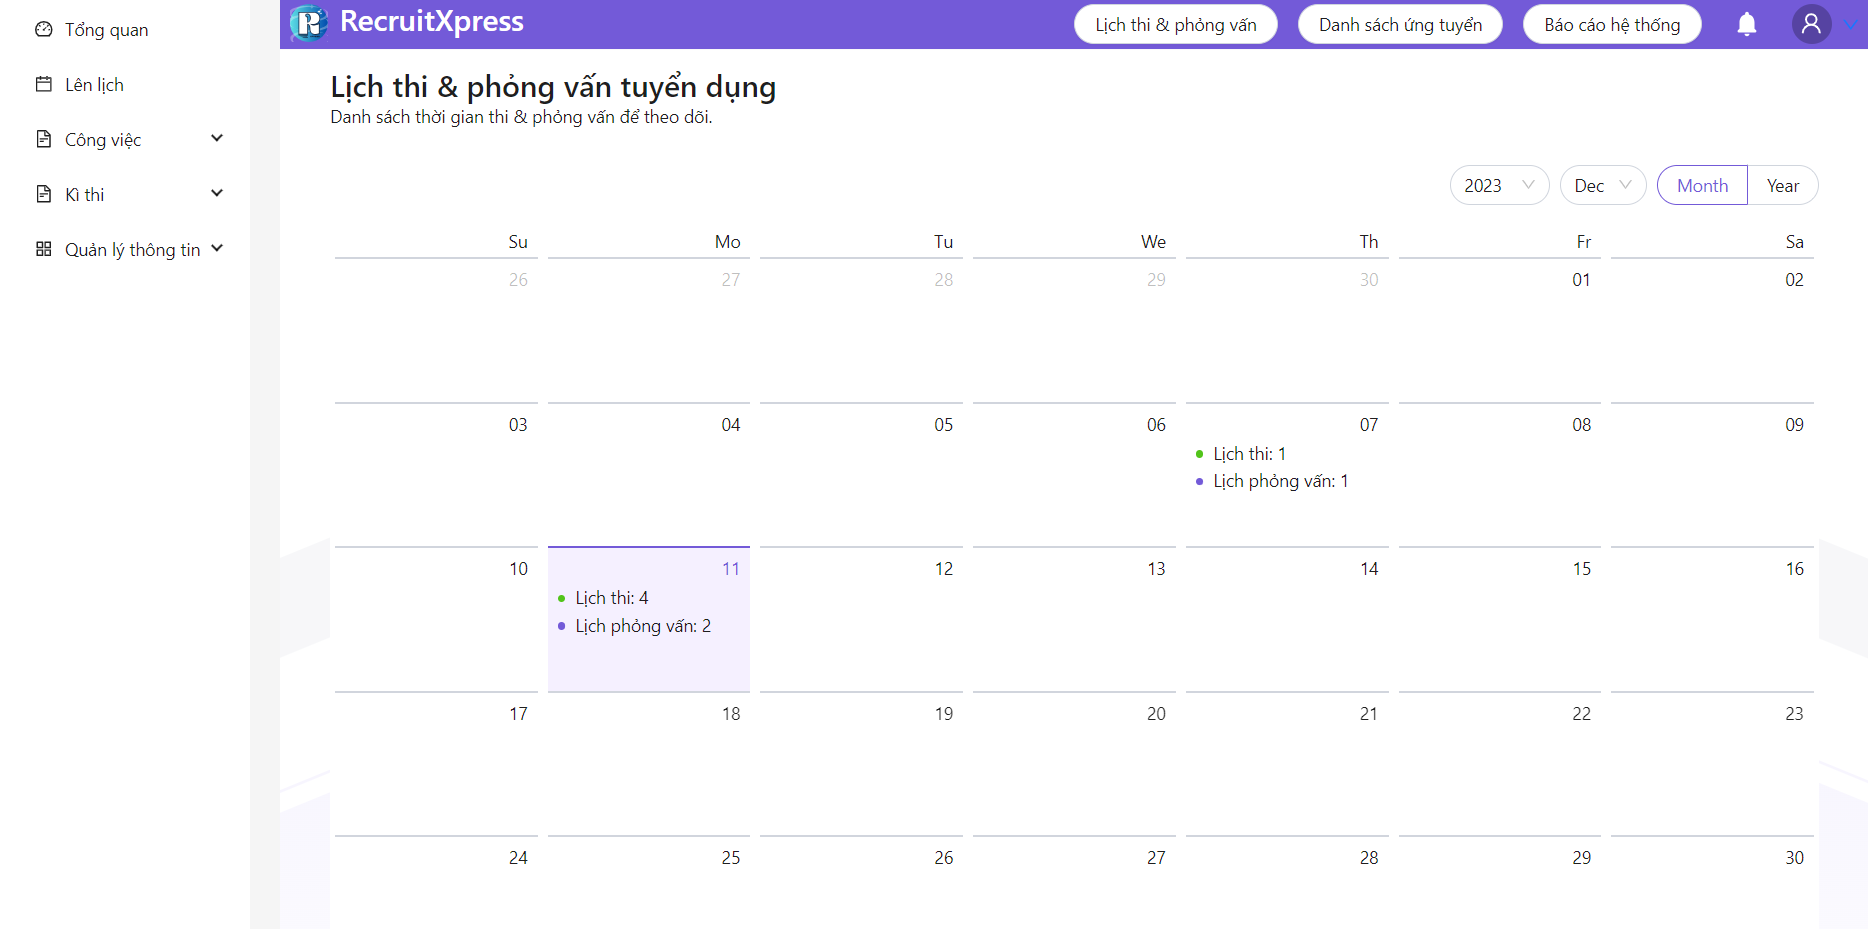 Tổng quan
Lên lịch
Công việc
Kì thi
Quản lý thông tin
RecruitXpress
Lịch thi & phỏng vấn
Danh sách ứng tuyển
Báo cáo hệ thống
Lịch thi & phỏng vấn tuyển dụng
Danh sách thời gian thi & phỏng vấn để theo dõi.
2023 Dec Month Year
Su Mo Tu We Th Fr Sa
26 27 28 29 30 01 02
03 04 05 06 07 08 09
Lịch thi: 1
Lịch phỏng vấn: 1
10 11 12 13 14 15 16
Lịch thi: 4
Lịch phỏng vấn: 2
17 18 19 20 21 22 23
24 25 26 27 28 29 30